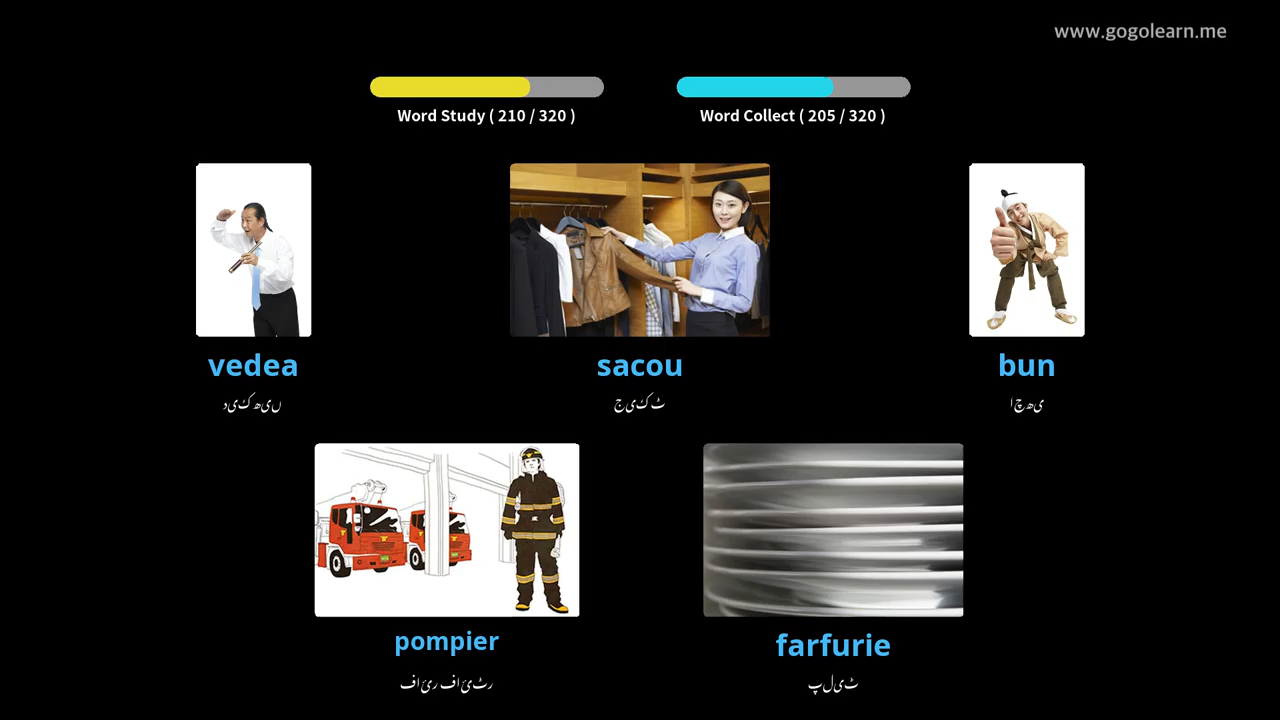 www.gogolearn.me
Word Study ( 210 / 320 )
Word Collect ( 205 / 320 )
vedea
دیکھیں
sacou
جیکٹ
bun
اچھی
pompier
فائر فائیٹر
farfurie
پلیٹ